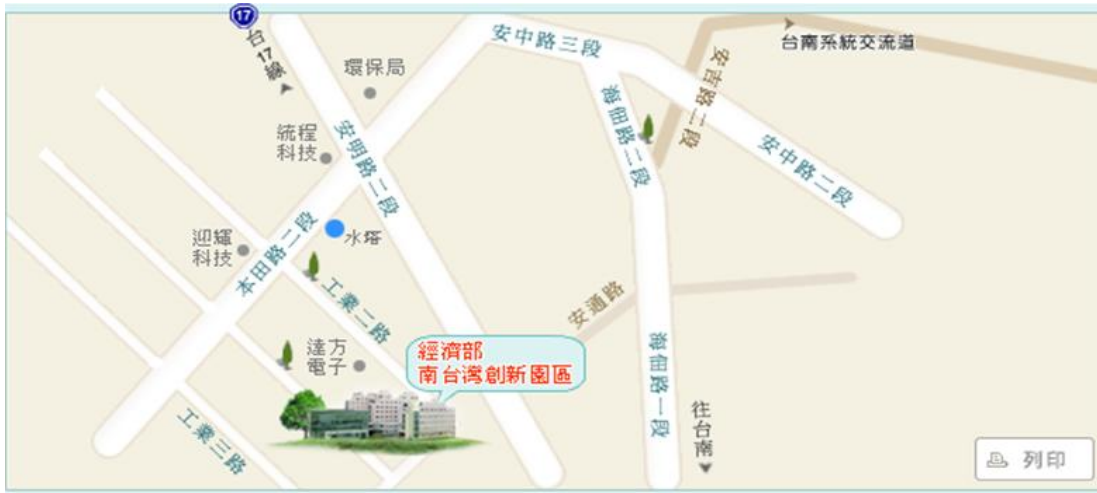 17
台17線
環保局
安中路三段
台南系統交流道
安吉路二段
統程
科技
安明路二段
海佃路二段
安中路二段
迎輝
科技
本田路二段
水塔
工業二路
安通路
達方
電子
經濟部
南台灣創新園區
海佃路一段
工業三路
往台南
列印